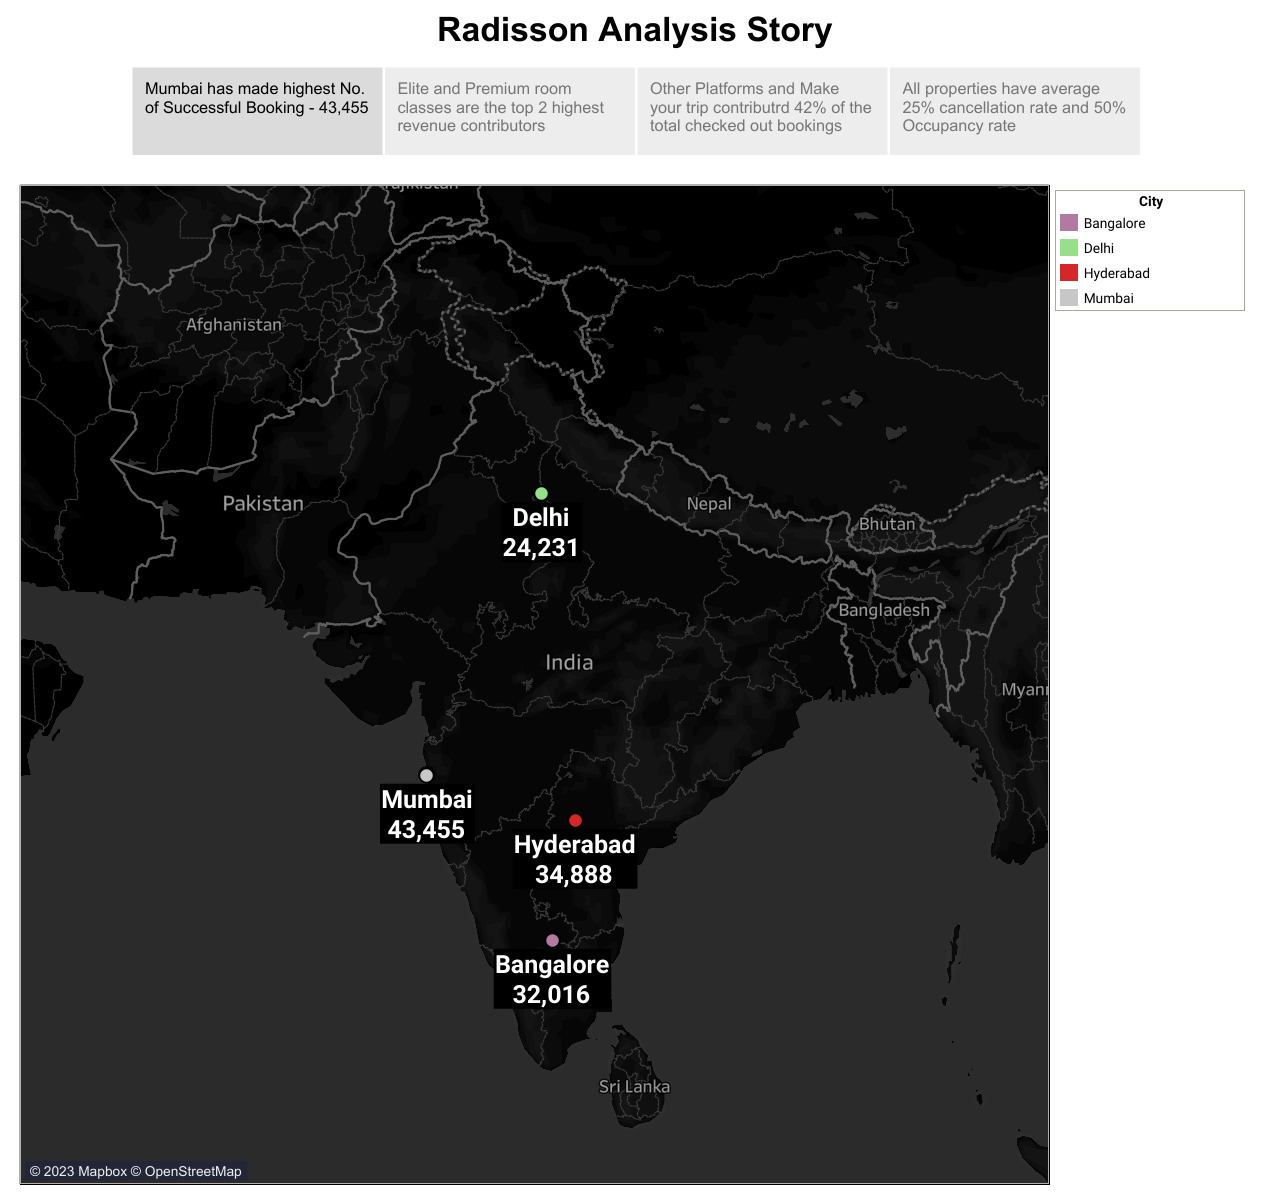 Radisson Analysis Story
Mumbai has made highest No.
of Successful Booking - 43,455
Elite and Premium room
classes are the top 2 highest
revenue contributors
Other Platforms and Make
your trip contributrd 42% of the
total checked out bookings
All properties have average
25% cancellation rate and 50%
Occupancy rate
City
Bangalore
Delhi
Hyderabad
Mumbai
Tajikistan
Afghanistan
Pakistan
Delhi
24,231
Nepal
Bhutan
Bangladesh
India
Myanr
Mumbai
43,455
Hyderabad
34,888
Bangalore
32,016
Sri Lanka
© 2023 Mapbox © OpenStreetMap